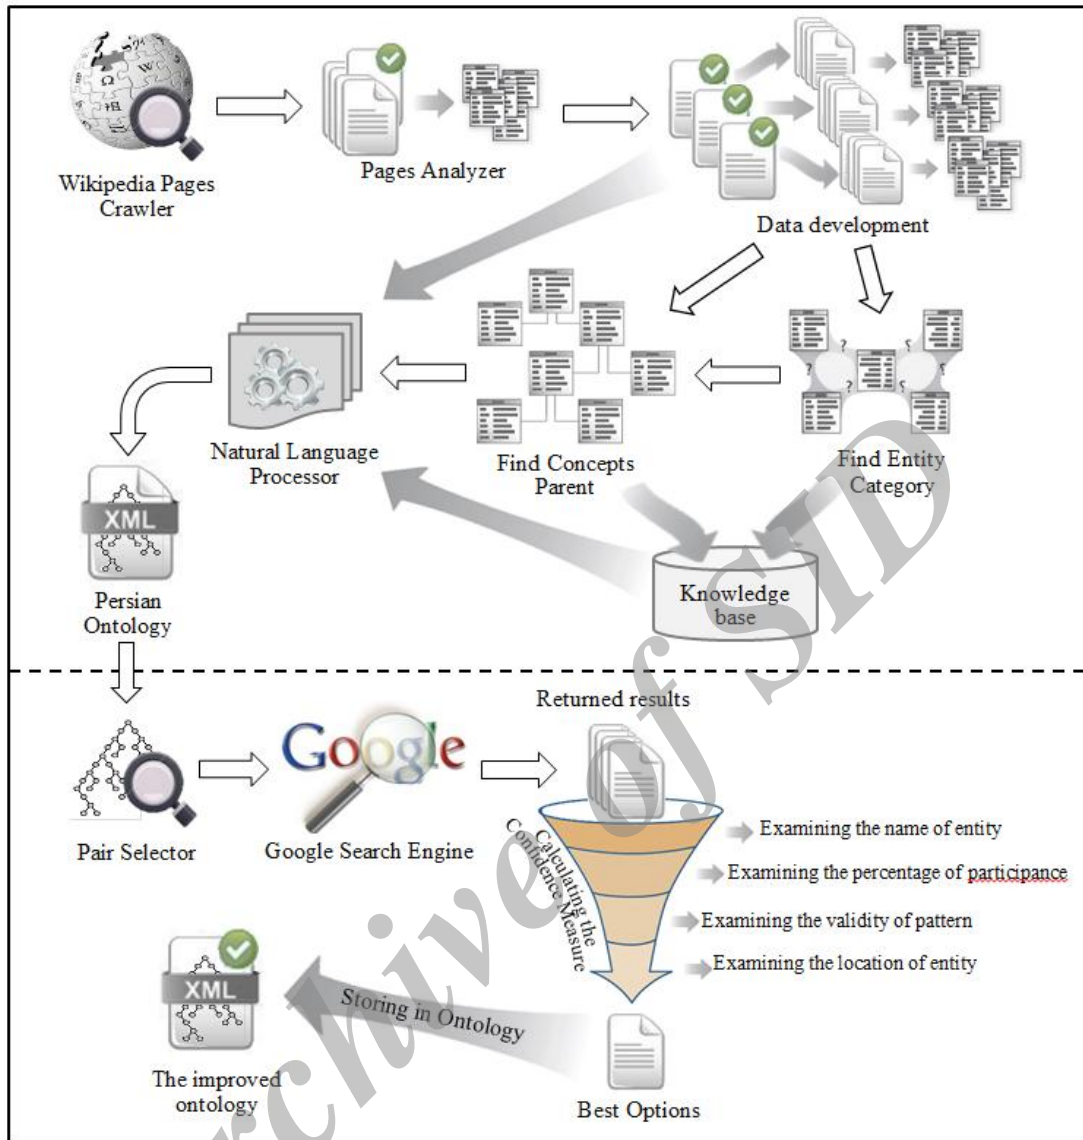 Wikipedia Pages
Crawler
Pages Analyzer
Data development
Natural Language
Processor
Find Concepts
Parent
Find Entity
Category
XML
Persian
Ontology
Knowledge
base
Returned results
Google
Pair Selector
Google Search Engine
Calculating the
Confidence Measure
Examining the name of entity
Examining the percentage of participance
Examining the validity of pattern
Examining the location of entity
XML
Storing in Ontology
The improved
ontology
Best Options
Archive of SID